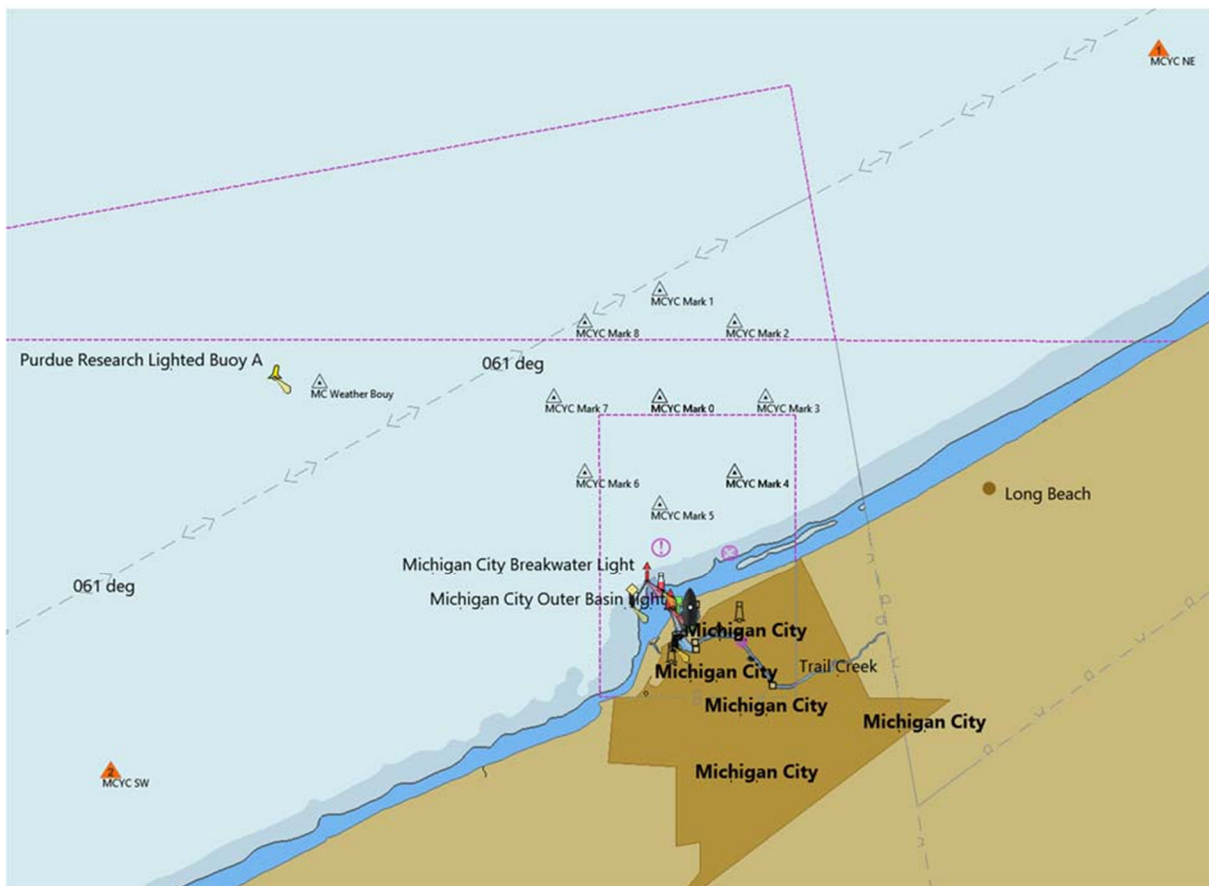 1
MCYC NE
MCYC Mark 1
MCYC Mark 8
MCYC Mark 2
Purdue Research Lighted Buoy A
061 deg
MC Weather Bouy
MCYC Mark 7
MCYC Mark 0
MCYC Mark 3
MCYC Mark 6
MCYC Mark 4
Long Beach
MCYC Mark 5
Michigan City Breakwater Light
061 deg
Michigan City Outer Basin Light
Michigan City
Michigan City
Trail Creek
Michigan City
Michigan City
2
MCYC SW
Michigan City